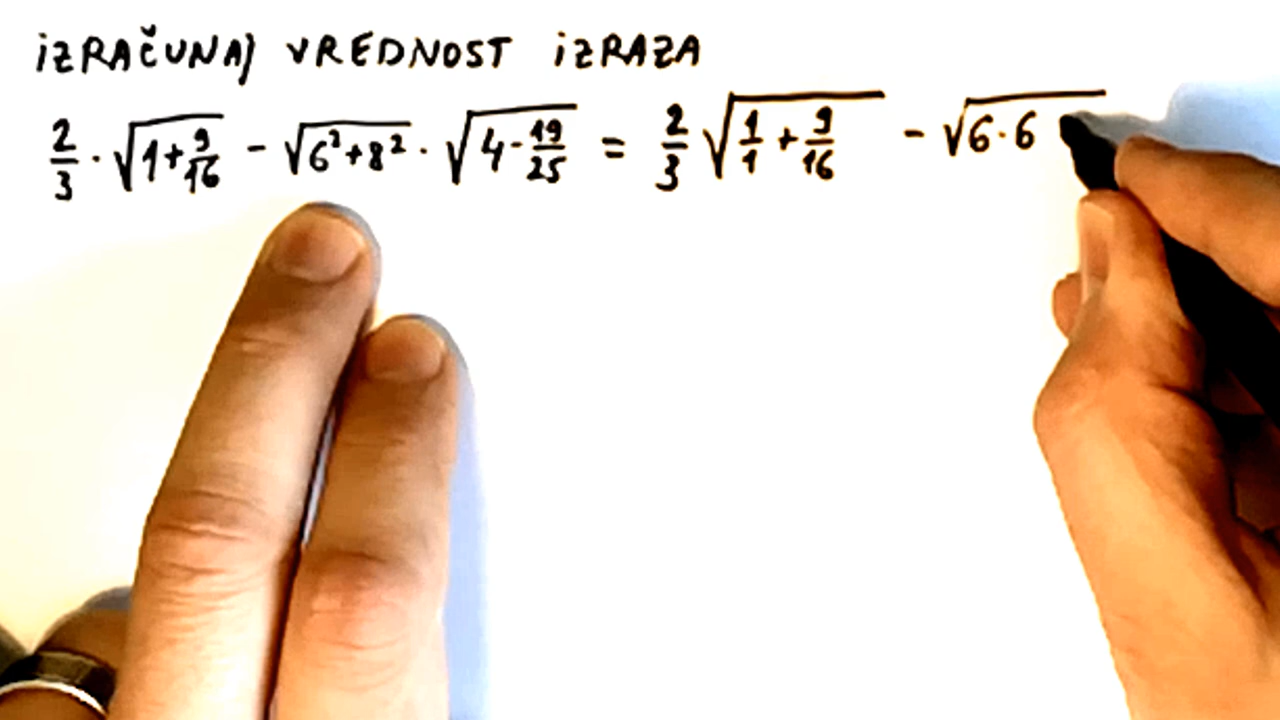 IZRAČUNAJ VREDNOST IZRAZA
2/3 · √(1+9/16) - √(6²+8²) · √(4-19/25) = 2/3 √(1/1+9/16) - √(6·6